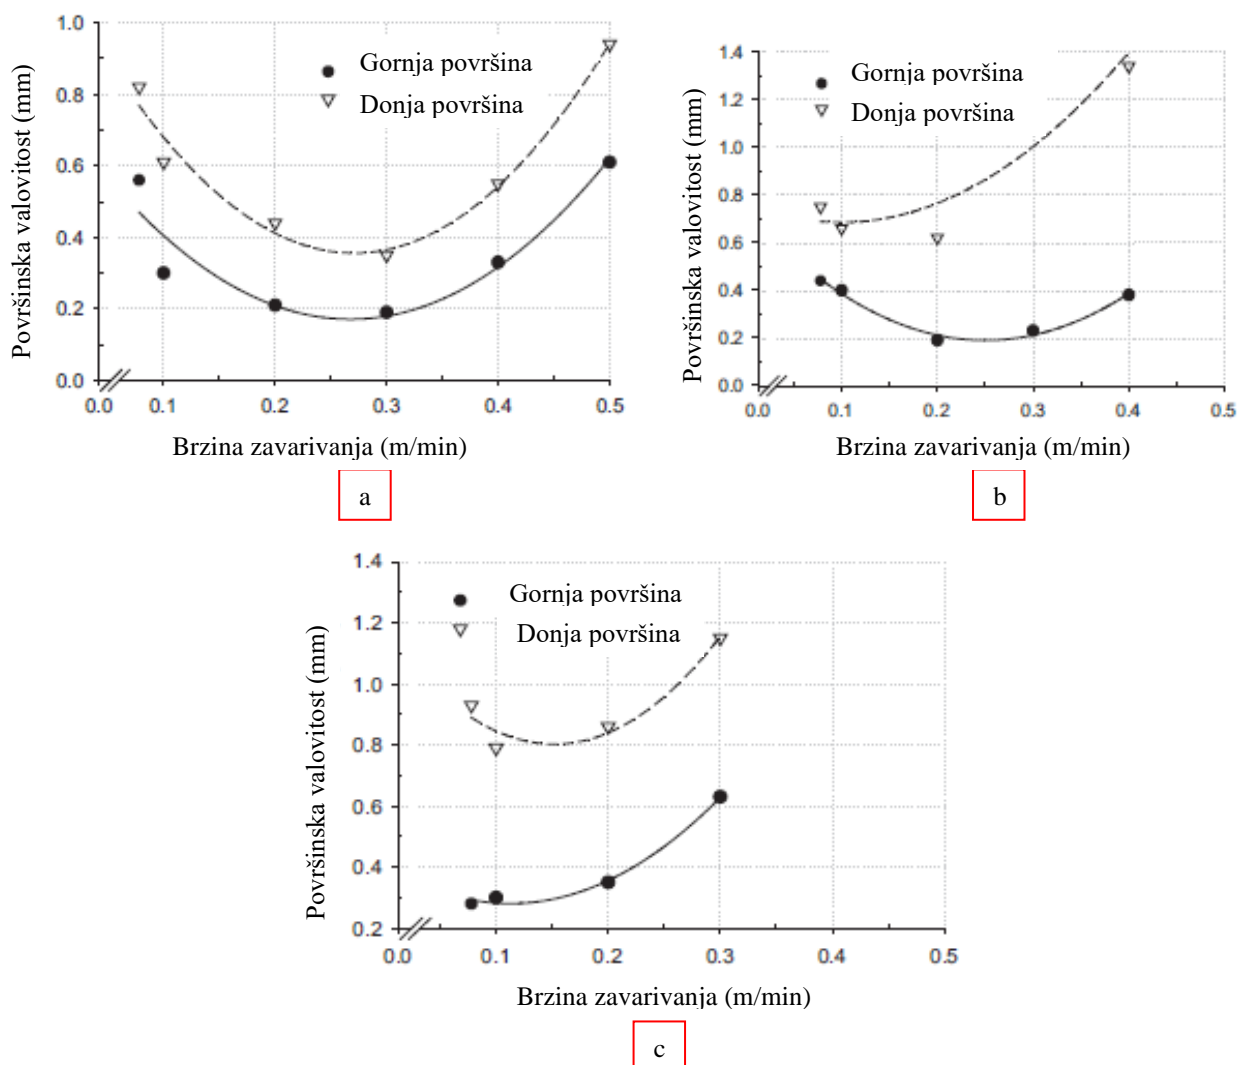 1.0
0.8
0.6
0.4
0.2
0.0
Površinska valovitost (mm)
Gornja površina
Donja površina
0.0 0.1 0.2 0.3 0.4 0.5
Brzina zavarivanja (m/min)
a
1.4
1.2
1.0
0.8
0.6
0.4
0.2
0.0
Površinska valovitost (mm)
Gornja površina
Donja površina
0.0 0.1 0.2 0.3 0.4 0.5
Brzina zavarivanja (m/min)
b
1.4
1.2
1.0
0.8
0.6
0.4
0.2
Površinska valovitost (mm)
Gornja površina
Donja površina
0.0 0.1 0.2 0.3 0.4 0.5
Brzina zavarivanja (m/min)
c